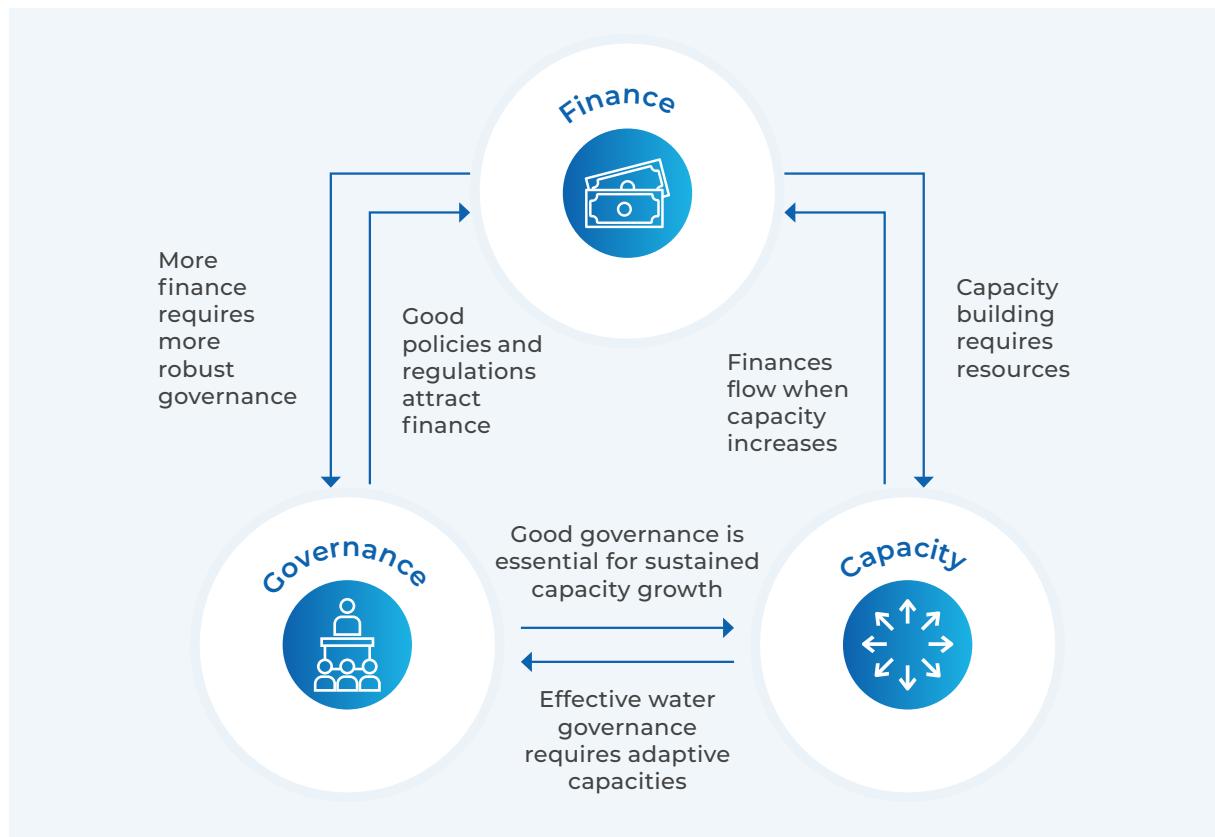 Finance
More
finance
requires
more
robust
governance
Good
policies and
regulations
attract
finance
Finances
flow when
capacity
increases
Capacity
building
requires
resources
Governance
Good governance is
essential for sustained
capacity growth
Effective water
governance
requires adaptive
capacities
Capacity